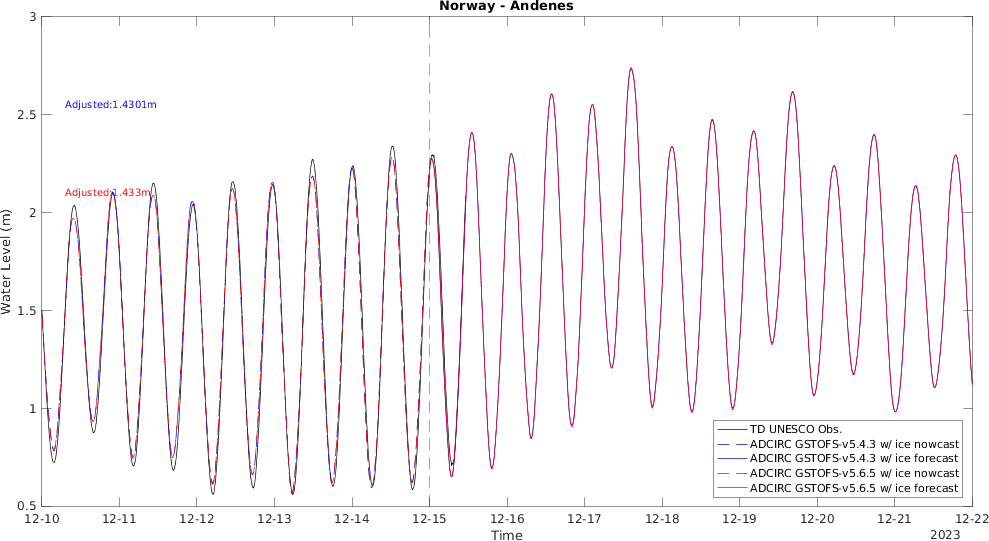 Norway - Andenes
3
2.5
2
1.5
1
0.5
Water Level (m)
Adjusted:1.4301m
Adjusted:1.433m
TD UNESCO Obs.
ADCIRC GSTOFS-v5.4.3 w/ ice nowcast
ADCIRC GSTOFS-v5.4.3 w/ ice forecast
ADCIRC GSTOFS-v5.6.5 w/ ice nowcast
ADCIRC GSTOFS-v5.6.5 w/ ice forecast
12-10 12-11 12-12 12-13 12-14 12-15 12-16 12-17 12-18 12-19 12-20 12-21 12-22
Time
2023